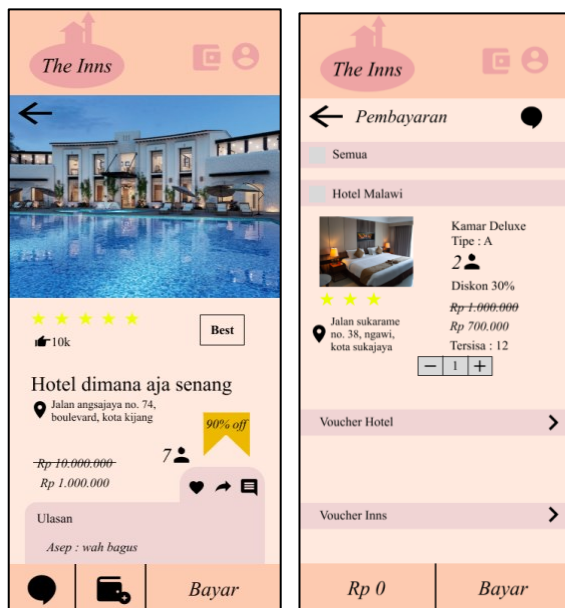 The Inns
Best
10k
Hotel dimana aja senang
Jalan angsajaya no. 74,
boulevard, kota kijang
90% off
7
Rp 10.000.000
Rp 1.000.000
Ulasan
Asep : wah bagus
Bayar
The Inns
Pembayaran
Semua
Hotel Malawi
Kamar Deluxe
Tipe : A
2
Diskon 30%
Rp 1.000.000
Rp 700.000
Tersisa : 12
Jalan sukarame
no. 38, ngawi,
kota sukajaya
1
Voucher Hotel
Voucher Inns
Rp 0
Bayar